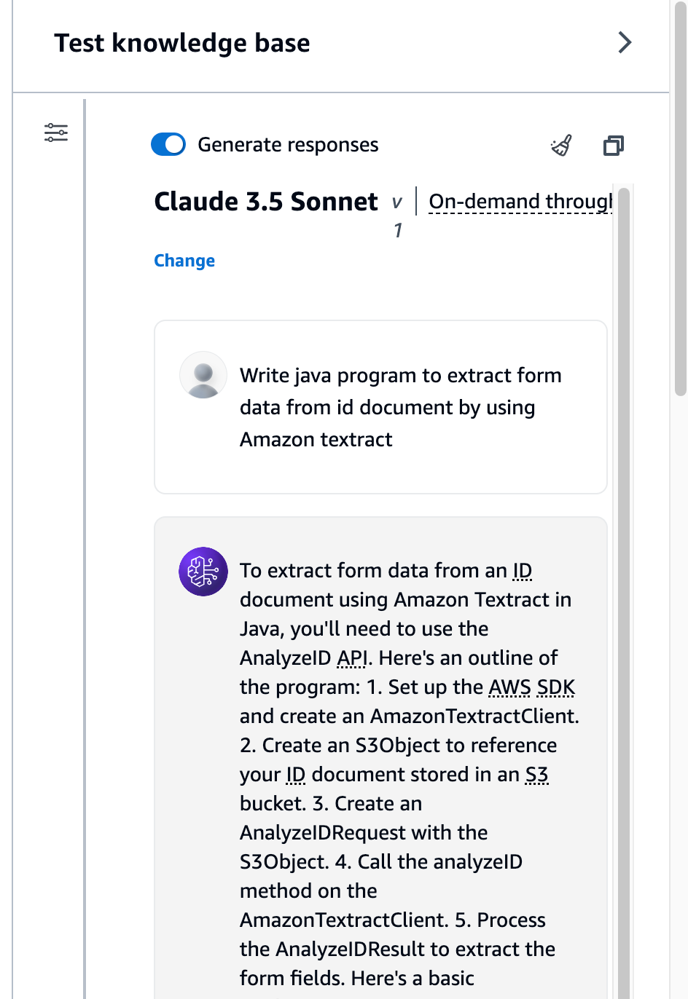 Test knowledge base
Generate responses
Claude 3.5 Sonnet v 1 | On-demand through
Change
Write java program to extract form
data from id document by using
Amazon textract
To extract form data from an ID
document using Amazon Textract in
Java, you'll need to use the
AnalyzeID API. Here's an outline of
the program: 1. Set up the AWS SDK
and create an AmazonTextractClient.
2. Create an S3Object to reference
your ID document stored in an S3
bucket. 3. Create an
AnalyzeIDRequest with the
S3Object. 4. Call the analyzeID
method on the
AmazonTextractClient. 5. Process
the AnalyzeIDResult to extract the
form fields. Here's a basic